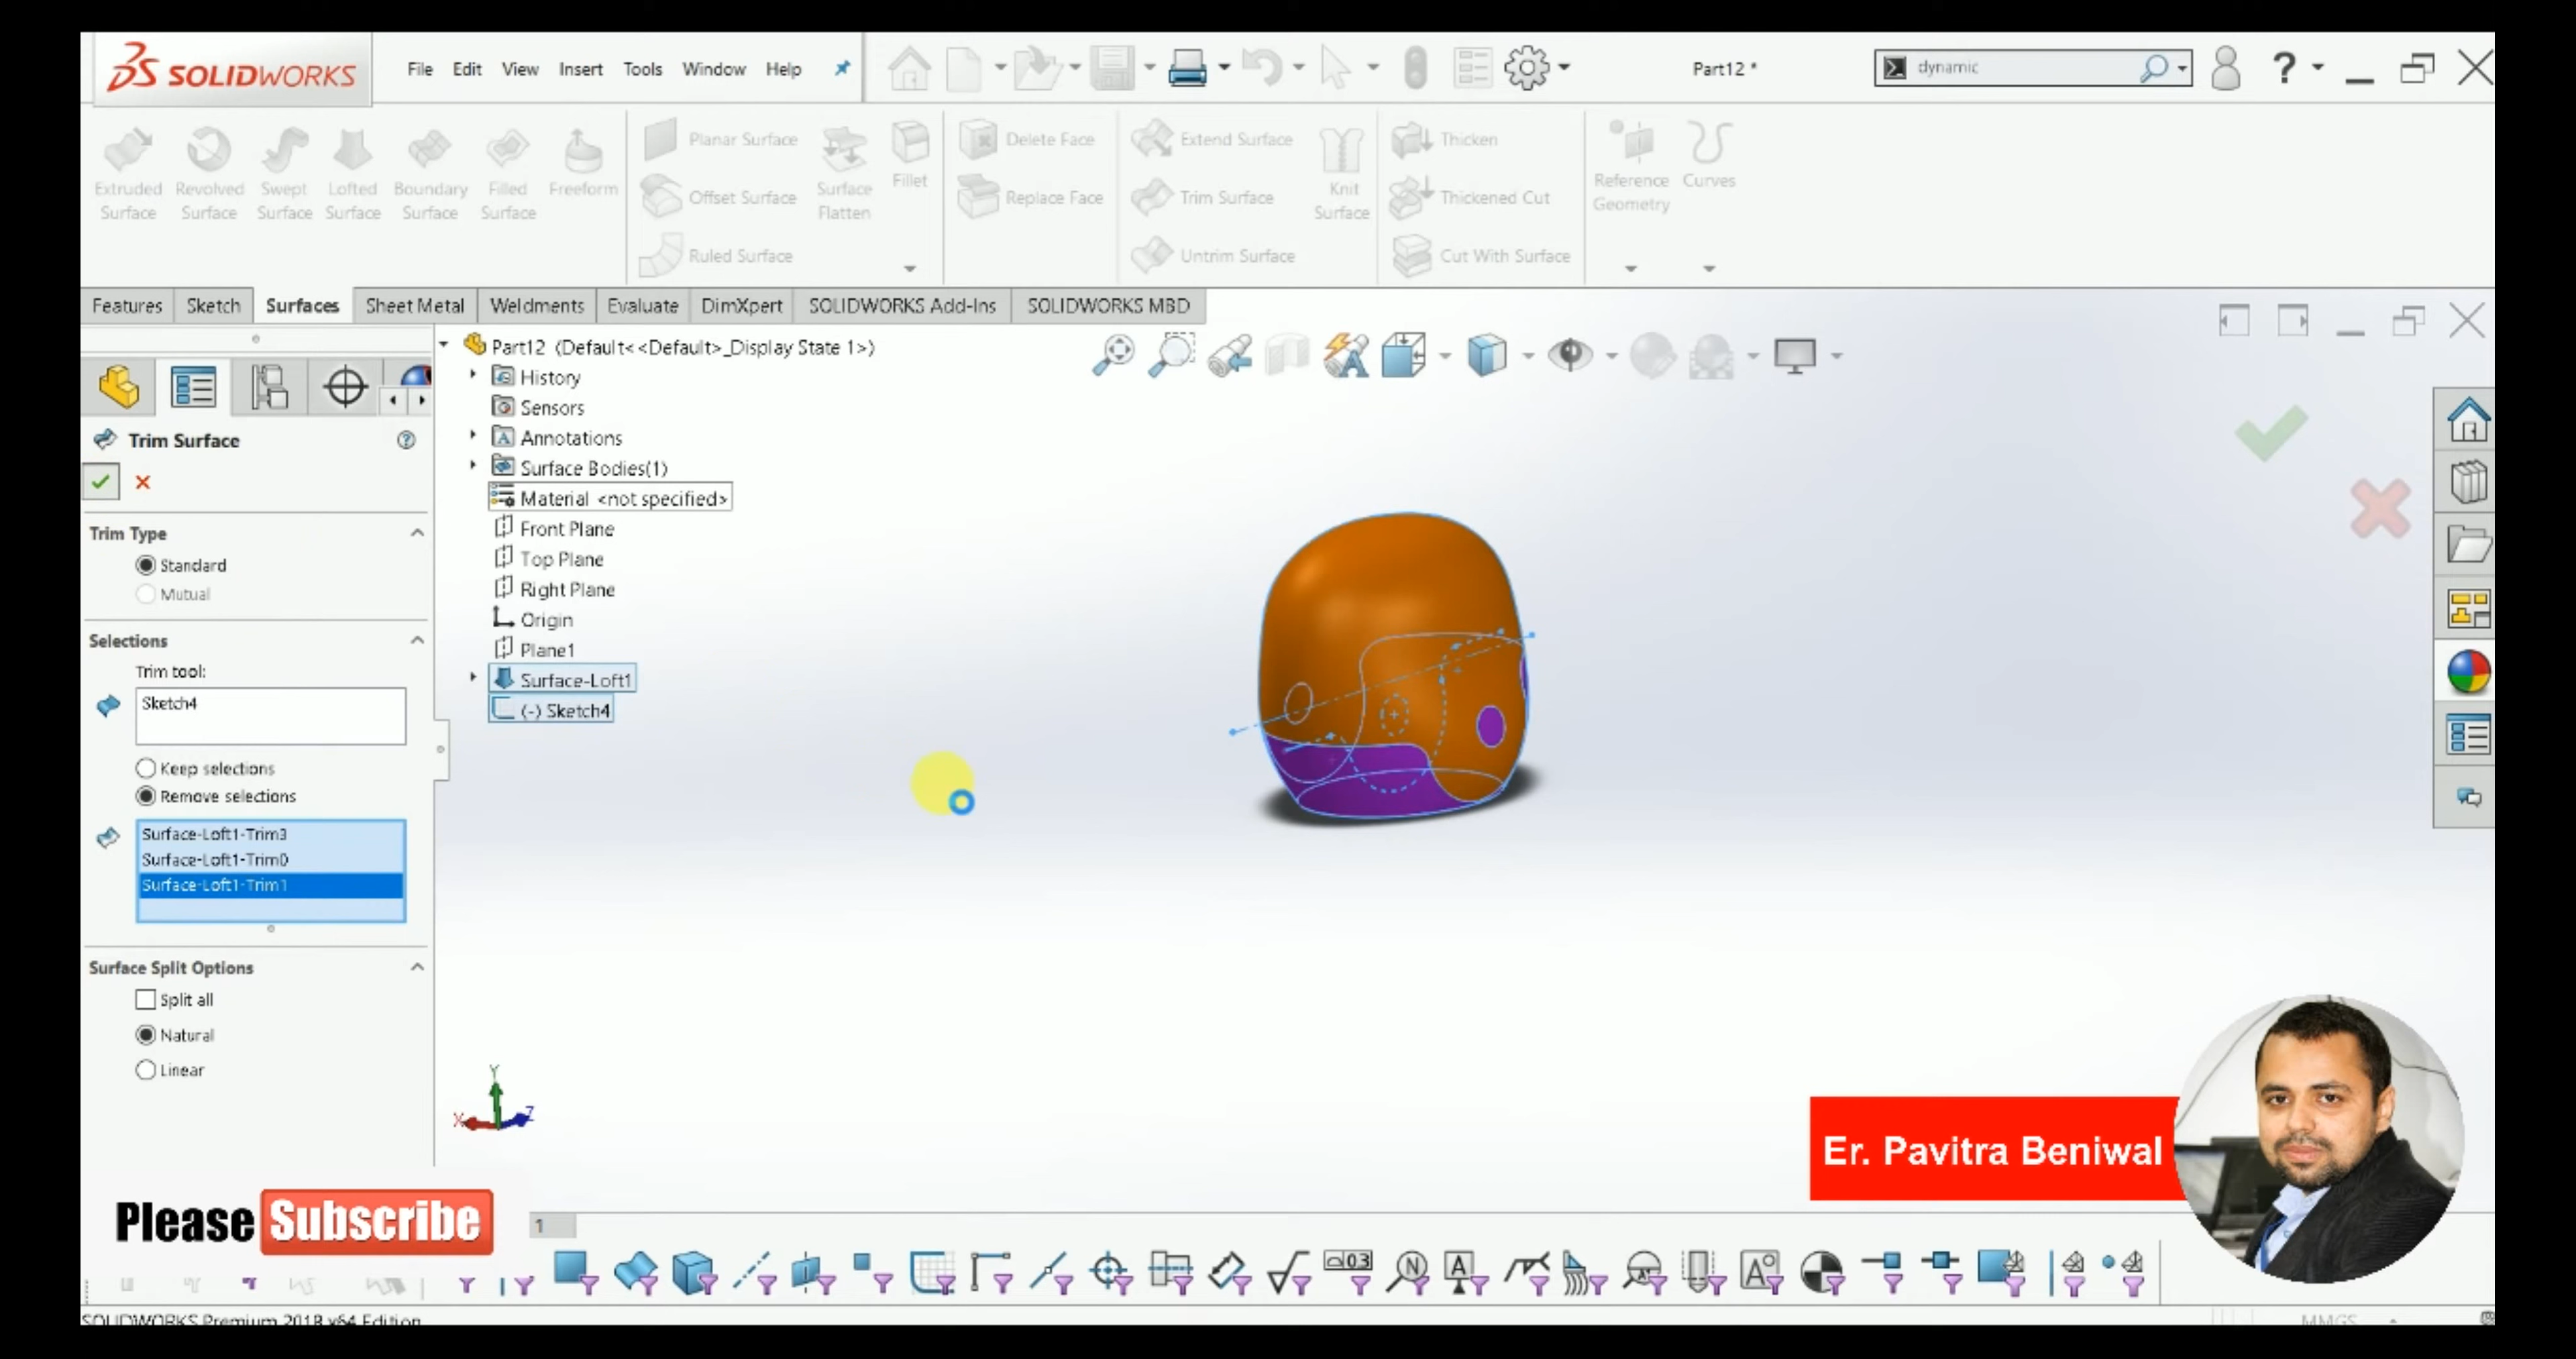 SOLIDWORKS
File Edit View Insert Tools Window Help
Part12 *
dynamic
Extruded Surface
Revolved Surface
Swept Surface
Lofted Surface
Boundary Surface
Filled Surface
Freeform
Planar Surface
Offset Surface
Ruled Surface
Surface Flatten
Fillet
Delete Face
Replace Face
Extend Surface
Trim Surface
Untrim Surface
Knit Surface
Thicken
Thickened Cut
Cut With Surface
Reference Geometry
Curves
Features Sketch Surfaces Sheet Metal Weldments Evaluate DimXpert SOLIDWORKS Add-Ins SOLIDWORKS MBD
Trim Surface
Trim Type
Standard
Mutual
Selections
Trim tool:
Sketch4
Keep selections
Remove selections
Surface-Loft1-Trim3
Surface-Loft1-Trim0
Surface-Loft1-Trim1
Surface Split Options
Split all
Natural
Linear
Part12 (Default<<Default>_Display State 1>)
History
Sensors
Annotations
Surface Bodies(1)
Material <not specified>
Front Plane
Top Plane
Right Plane
Origin
Plane1
Surface-Loft1
(-) Sketch4
Y
X
Z
Er. Pavitra Beniwal
Please Subscribe
1
SOLIDWORKS Premium 2018 x64 Edition
MMGS